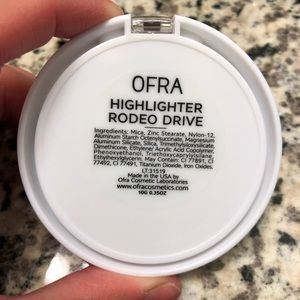 OFRA
HIGHLIGHTER
RODEO DRIVE
Ingredients: Mica, Zinc Stearate, Nylon-12,
Aluminum Starch Octenylsuccinate, Magnesium
Aluminum Silicate, Silica, Trimethylsiloxysilicate,
Dimethicone, Ethylene/ Acrylic Acid Copolymer,
Phenoxyethanol, Triethoxycaprylylsilane,
Ethylhexylglycerin. May Contain: CI 77891, CI
77492, CI 77491, Titanium Dioxide, Iron Oxides.
LT:31519
Made in the USA by
Ofra Cosmetic Laboratories
www.ofracosmetics.com
10G 0.35OZ